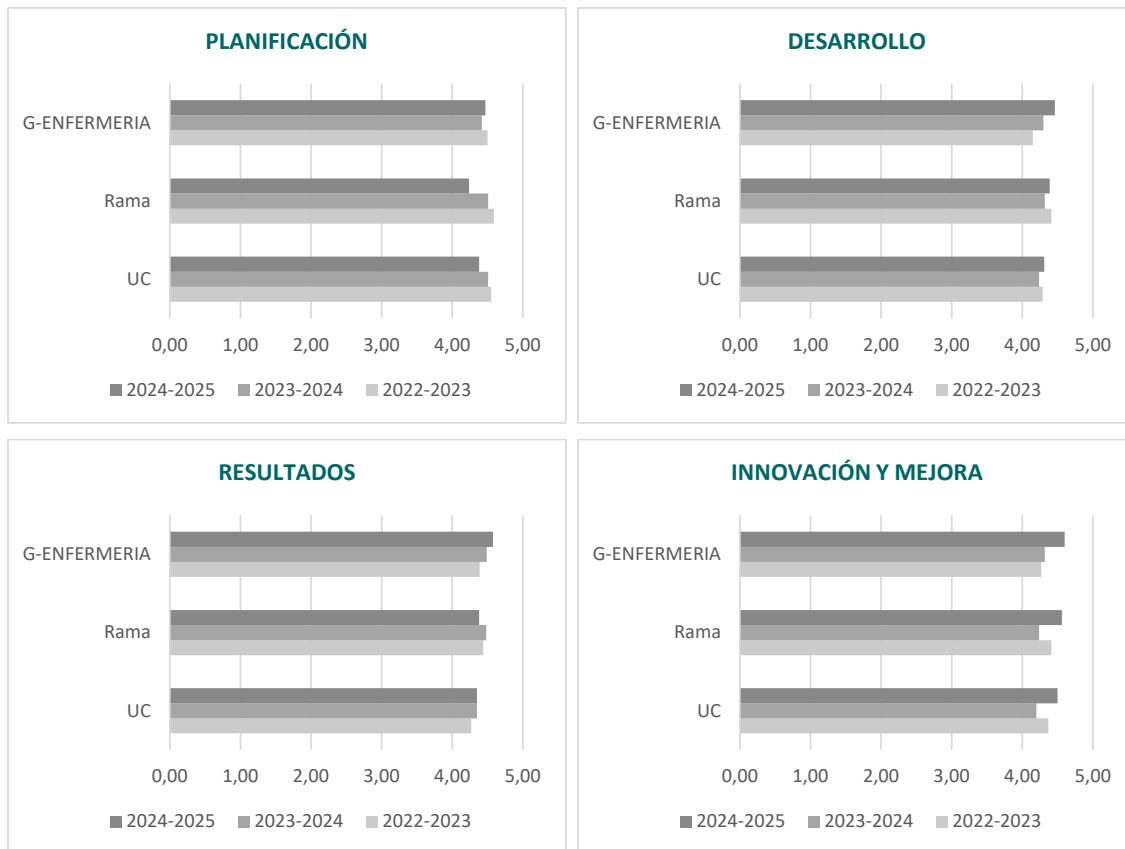 PLANIFICACIÓN
G-ENFERMERIA
Rama
UC
0,00 1,00 2,00 3,00 4,00 5,00
2024-2025 2023-2024 2022-2023
DESARROLLO
G-ENFERMERIA
Rama
UC
0,00 1,00 2,00 3,00 4,00 5,00
2024-2025 2023-2024 2022-2023
RESULTADOS
G-ENFERMERIA
Rama
UC
0,00 1,00 2,00 3,00 4,00 5,00
2024-2025 2023-2024 2022-2023
INNOVACIÓN Y MEJORA
G-ENFERMERIA
Rama
UC
0,00 1,00 2,00 3,00 4,00 5,00
2024-2025 2023-2024 2022-2023